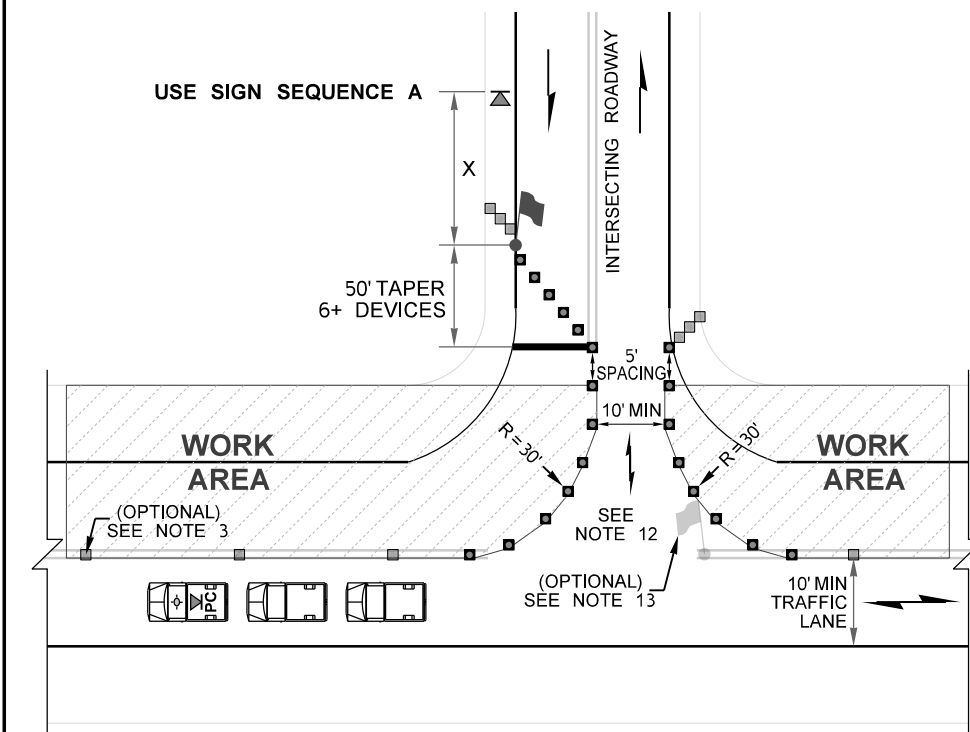 USE SIGN SEQUENCE A
X
INTERSECTING ROADWAY
50' TAPER
6+ DEVICES
5'
SPACING
10' MIN
WORK
AREA
R = 30'
R = 30'
WORK
AREA
(OPTIONAL)
SEE NOTE 3
SEE
NOTE 12
(OPTIONAL)
SEE NOTE 13
10' MIN
TRAFFIC
LANE
PC